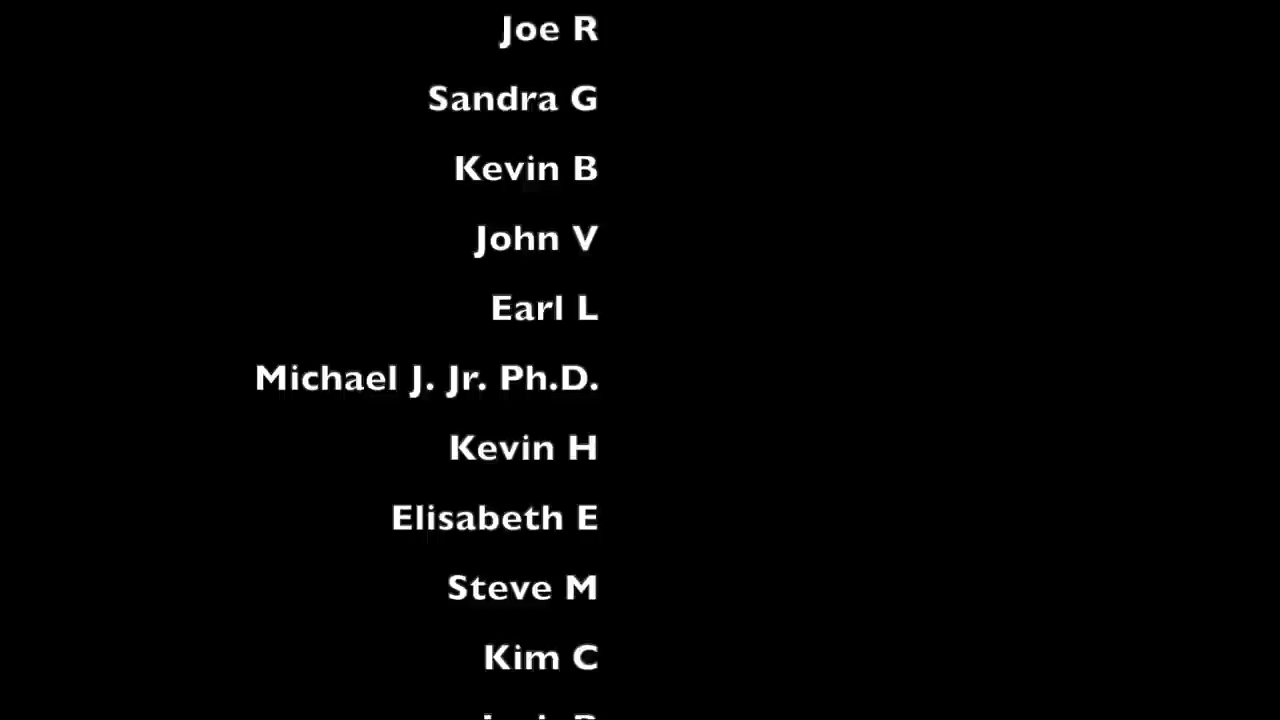 Joe R
Sandra G
Kevin B
John V
Earl L
Michael J. Jr. Ph.D.
Kevin H
Elisabeth E
Steve M
Kim C